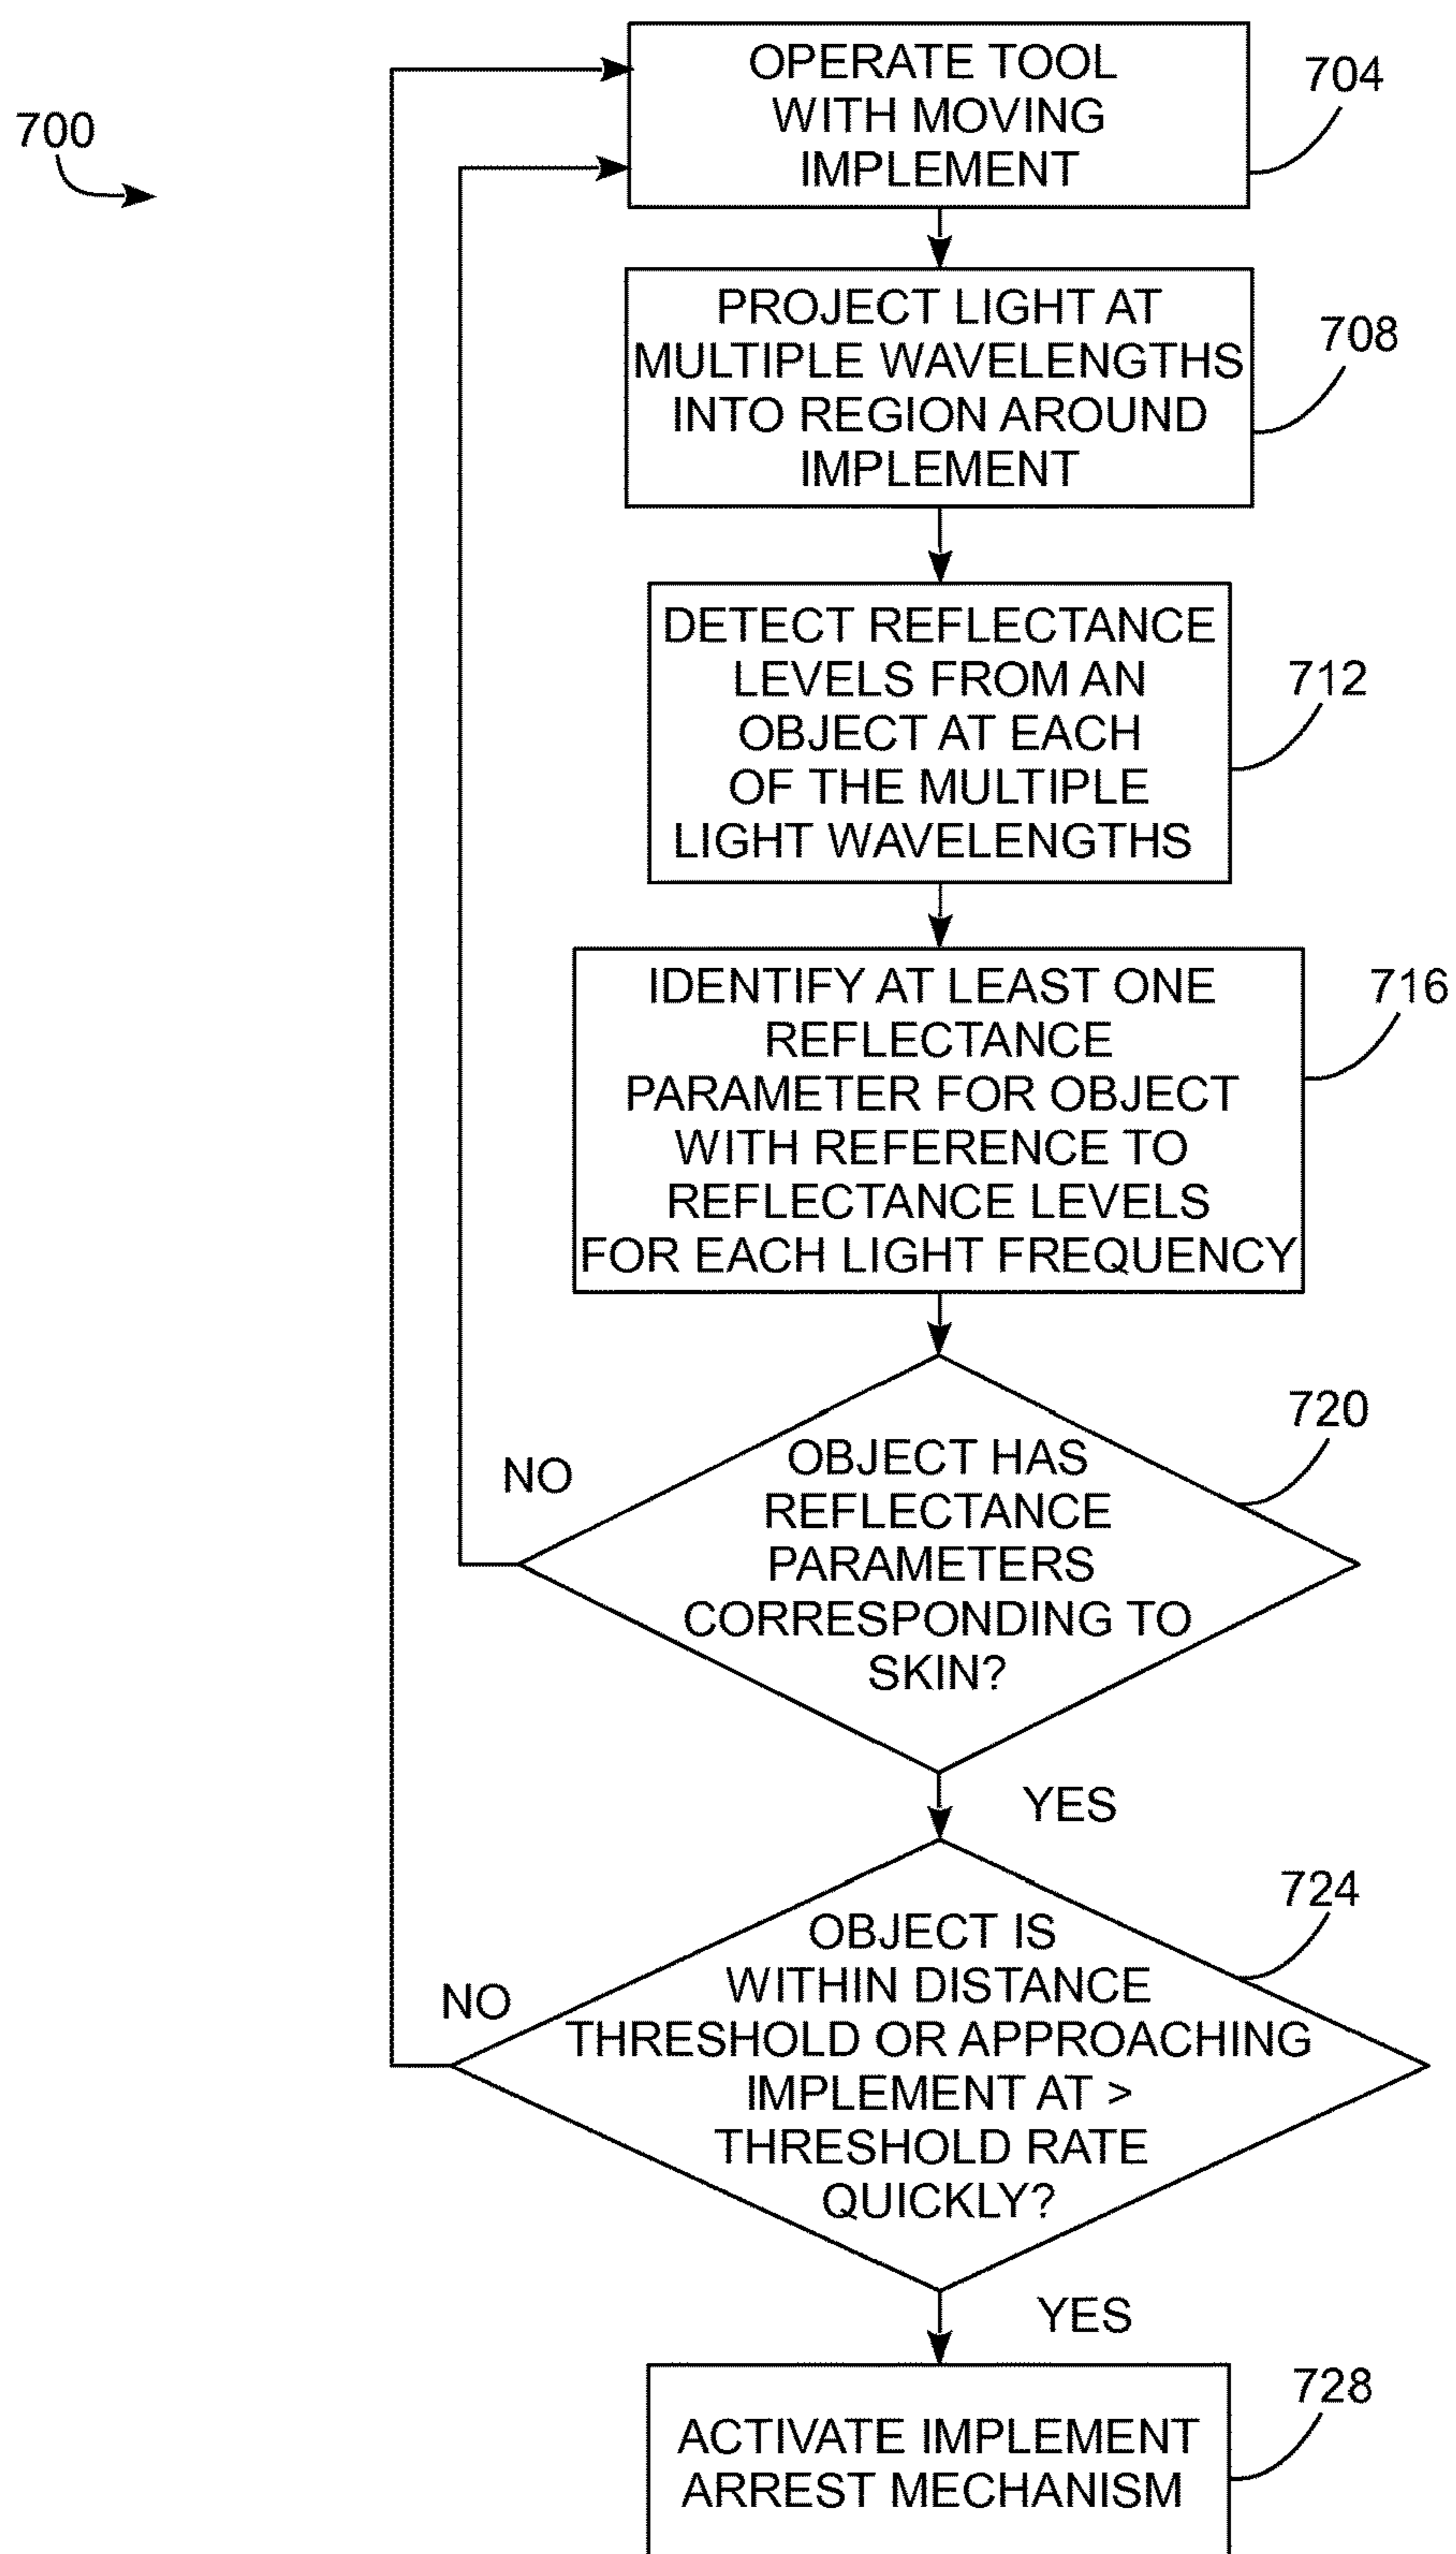 700
OPERATE TOOL
WITH MOVING
IMPLEMENT
704
PROJECT LIGHT AT
MULTIPLE WAVELENGTHS
INTO REGION AROUND
IMPLEMENT
708
DETECT REFLECTANCE
LEVELS FROM AN
OBJECT AT EACH
OF THE MULTIPLE
LIGHT WAVELENGTHS
712
IDENTIFY AT LEAST ONE
REFLECTANCE
PARAMETER FOR OBJECT
WITH REFERENCE TO
REFLECTANCE LEVELS
FOR EACH LIGHT FREQUENCY
716
OBJECT HAS
REFLECTANCE
PARAMETERS
CORRESPONDING TO
SKIN?
720
NO
YES
OBJECT IS
WITHIN DISTANCE
THRESHOLD OR APPROACHING
IMPLEMENT AT >
THRESHOLD RATE
QUICKLY?
724
NO
YES
ACTIVATE IMPLEMENT
ARREST MECHANISM
728